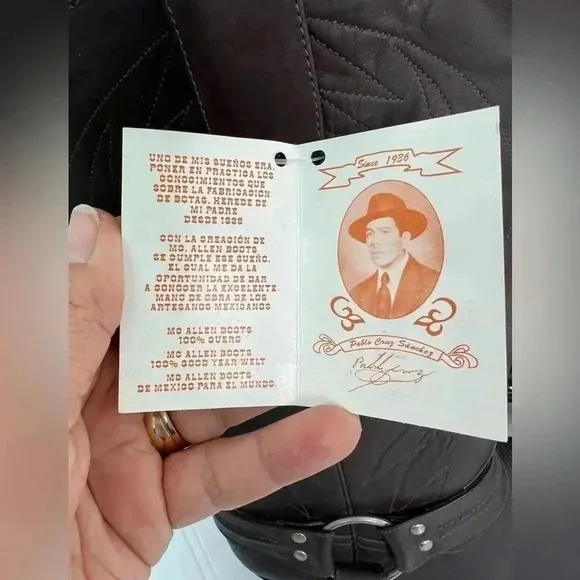 UNO DE MIS SUEÑOS ERA,
PONER EN PRACTICA LOS
CONOCIMIENTOS QUE
SOBRE LA FABRICACIÓN
DE BOTAS, HEREDE DE
MI PADRE
DESDE 1936
CON LA CREACIÓN DE
MC. ALLEN BOOTS
SE CUMPLE ESE SUEÑO.
EL CUAL ME DA LA
OPORTUNIDAD DE DAR
A CONOCER LA EXCELENTE
MANO DE OBRA DE LOS
ARTEGANOS MEXICANOS
MC ALLEN BOOTS
100% CUERO
MC ALLEN BOOTS
100% GOOD YEAR WELT
MC ALLEN BOOTS
DE MEXICO PARA EL MUNDO.
Since 1936
Pablo Cruz Sánchez